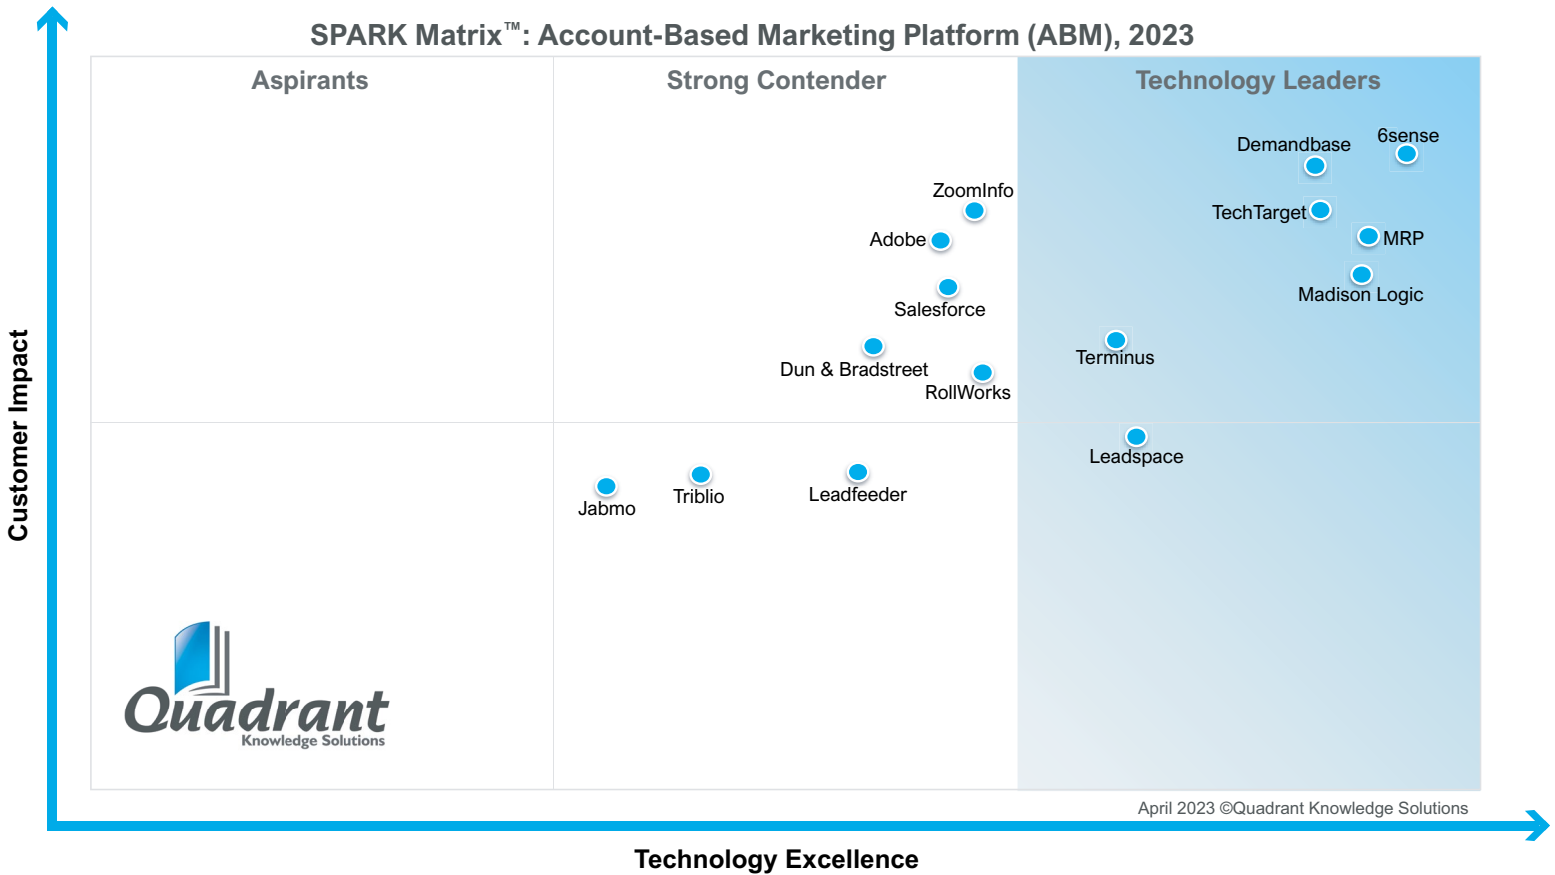 SPARK Matrix™: Account-Based Marketing Platform (ABM), 2023
Aspirants
Strong Contender
Technology Leaders
6sense
Demandbase
ZoomInfo
TechTarget
Adobe
MRP
Madison Logic
Salesforce
Terminus
Dun & Bradstreet
RollWorks
Leadspace
Leadfeeder
Triblio
Jabmo
Customer Impact
Quadrant
Knowledge Solutions
April 2023 ©Quadrant Knowledge Solutions
Technology Excellence